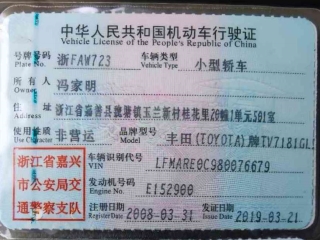 中华人民共和国机动车行驶证
Vehicle License of the People's Republic of China
号牌号码 浙FAW723 车辆类型 小型轿车
Plate No. Vehicle Type
所有人 冯家明
Owner
住址 浙江省嘉善县魏塘镇玉兰新村桂花里20幢1单元501室
Address
使用性质 非营运 品牌型号 丰田(TOYOTA)牌TV7181GLS
Use Character Model
浙江省嘉兴
市公安局交
通警察支队
车辆识别代号 LFMARE0C980076679
VIN
发动机号码 E152900
Engine No.
注册日期 2008-03-31 发证日期 2019-03-21
Register Date Issue Date